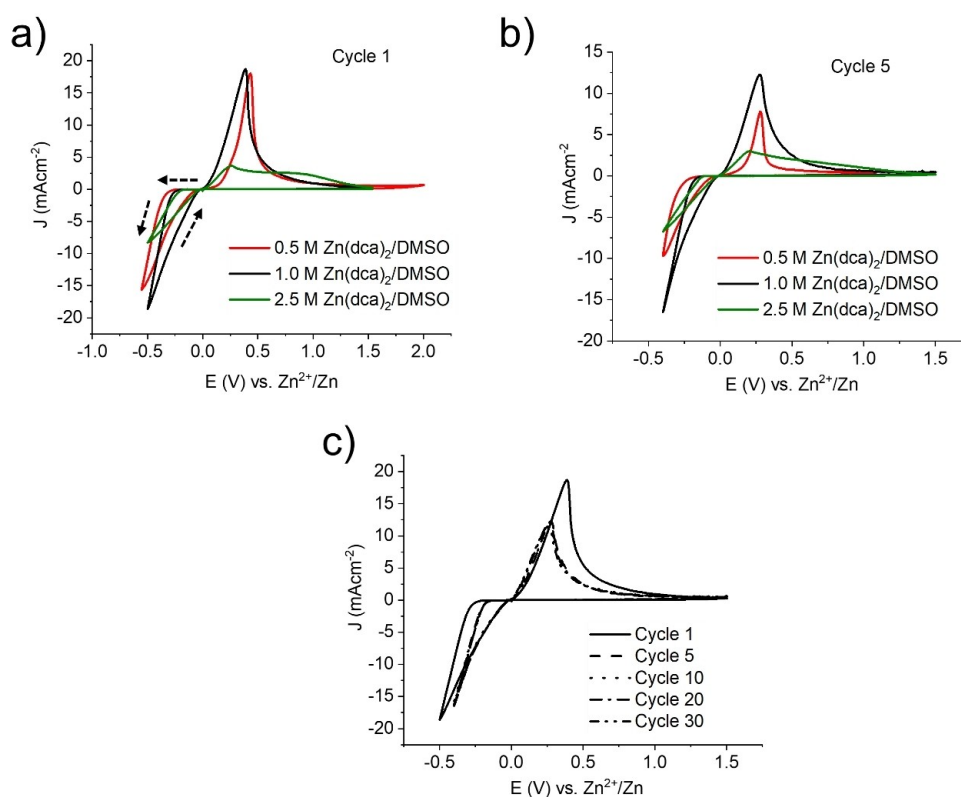 a)
Cycle 1
J (mAcm⁻²)
20
15
10
5
0
-5
-10
-15
-20
0.5 M Zn(dca)₂/DMSO
1.0 M Zn(dca)₂/DMSO
2.5 M Zn(dca)₂/DMSO
-1.0 -0.5 0.0 0.5 1.0 1.5 2.0
E (V) vs. Zn²⁺/Zn
b)
Cycle 5
J (mAcm⁻²)
15
10
5
0
-5
-10
-15
-20
0.5 M Zn(dca)₂/DMSO
1.0 M Zn(dca)₂/DMSO
2.5 M Zn(dca)₂/DMSO
-0.5 0.0 0.5 1.0 1.5
E (V) vs. Zn²⁺/Zn
c)
J (mAcm⁻²)
20
15
10
5
0
-5
-10
-15
-20
Cycle 1
Cycle 5
Cycle 10
Cycle 20
Cycle 30
-0.5 0.0 0.5 1.0 1.5
E (V) vs. Zn²⁺/Zn